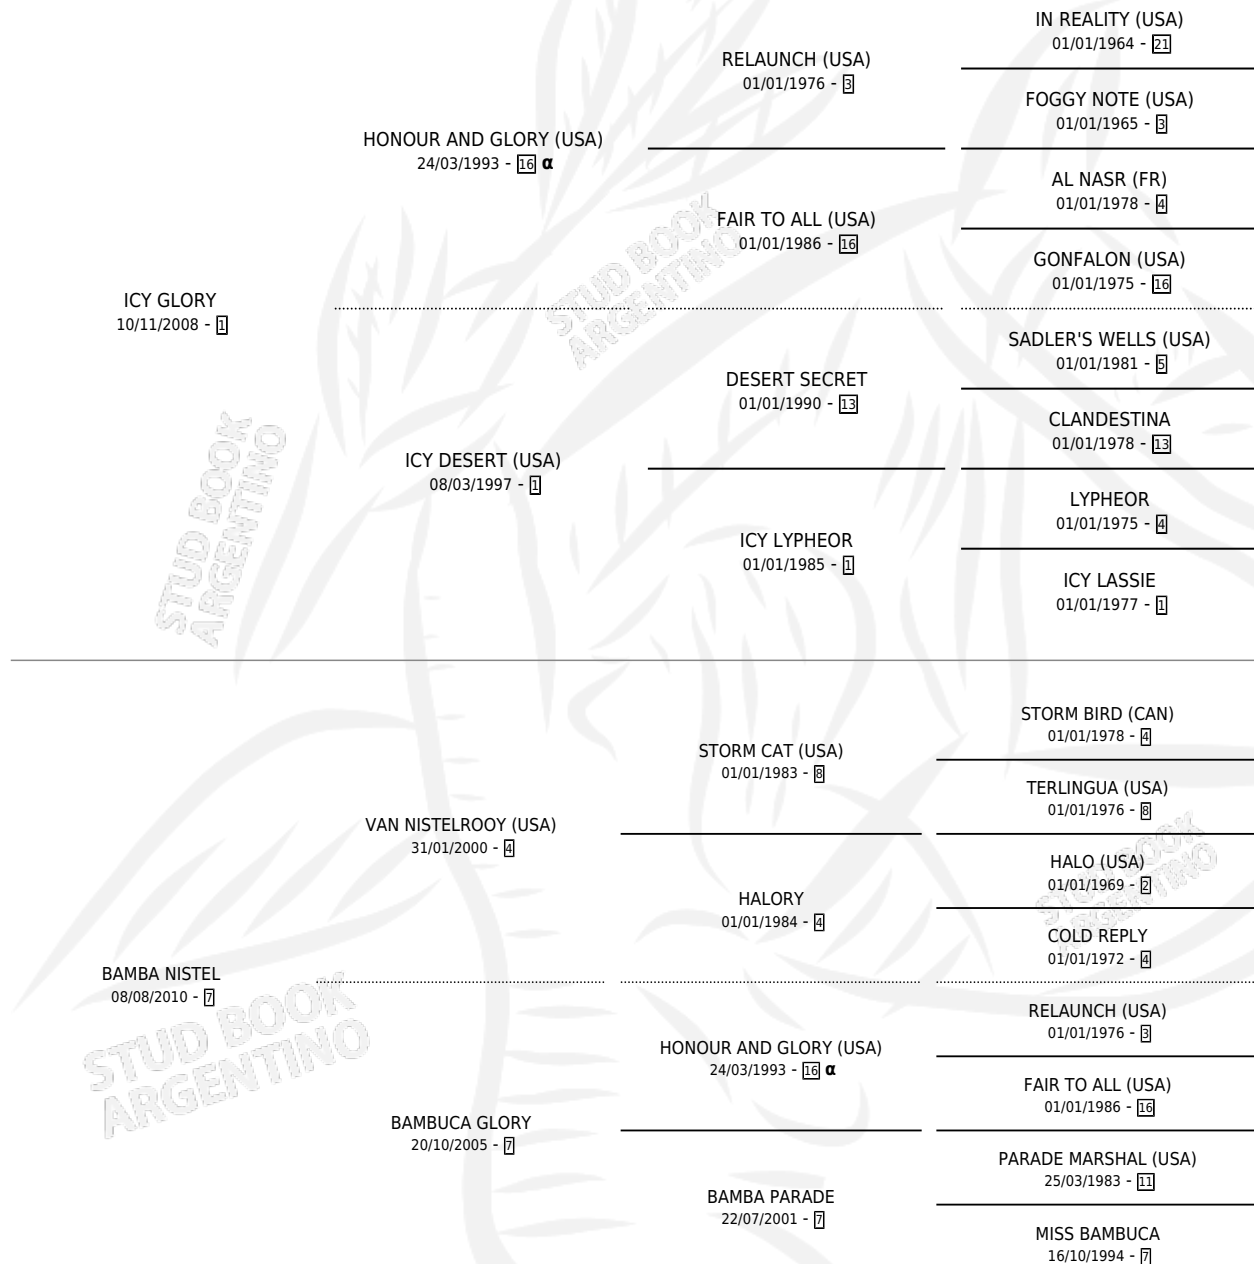 IN REALITY (USA)
01/01/1964 - 21
RELAUNCH (USA)
01/01/1976 - 3
FOGGY NOTE (USA)
01/01/1965 - 3
HONOUR AND GLORY (USA)
24/03/1993 - 16 α
AL NASR (FR)
01/01/1978 - 4
FAIR TO ALL (USA)
01/01/1986 - 16
GONFALON (USA)
01/01/1975 - 16
ICY GLORY
10/11/2008 - 1
SADLER'S WELLS (USA)
01/01/1981 - 5
DESERT SECRET
01/01/1990 - 13
CLANDESTINA
01/01/1978 - 13
ICY DESERT (USA)
08/03/1997 - 1
LYPHEOR
01/01/1975 - 4
ICY LYPHEOR
01/01/1985 - 1
ICY LASSIE
01/01/1977 - 1
STORM BIRD (CAN)
01/01/1978 - 4
STORM CAT (USA)
01/01/1983 - 8
TERLINGUA (USA)
01/01/1976 - 8
VAN NISTELROOY (USA)
31/01/2000 - 4
HALO (USA)
01/01/1969 - 2
HALORY
01/01/1984 - 4
COLD REPLY
01/01/1972 - 4
BAMBA NISTEL
08/08/2010 - 7
RELAUNCH (USA)
01/01/1976 - 3
HONOUR AND GLORY (USA)
24/03/1993 - 16 α
FAIR TO ALL (USA)
01/01/1986 - 16
BAMBUCA GLORY
20/10/2005 - 7
PARADE MARSHAL (USA)
25/03/1983 - 11
BAMBA PARADE
22/07/2001 - 7
MISS BAMBUCA
16/10/1994 - 7
STUD BOOK
ARGENTINO
STUD BOOK
ARGENTINO
STUD BOOK
ARGENTINO
STUD BOOK
ARGENTINO